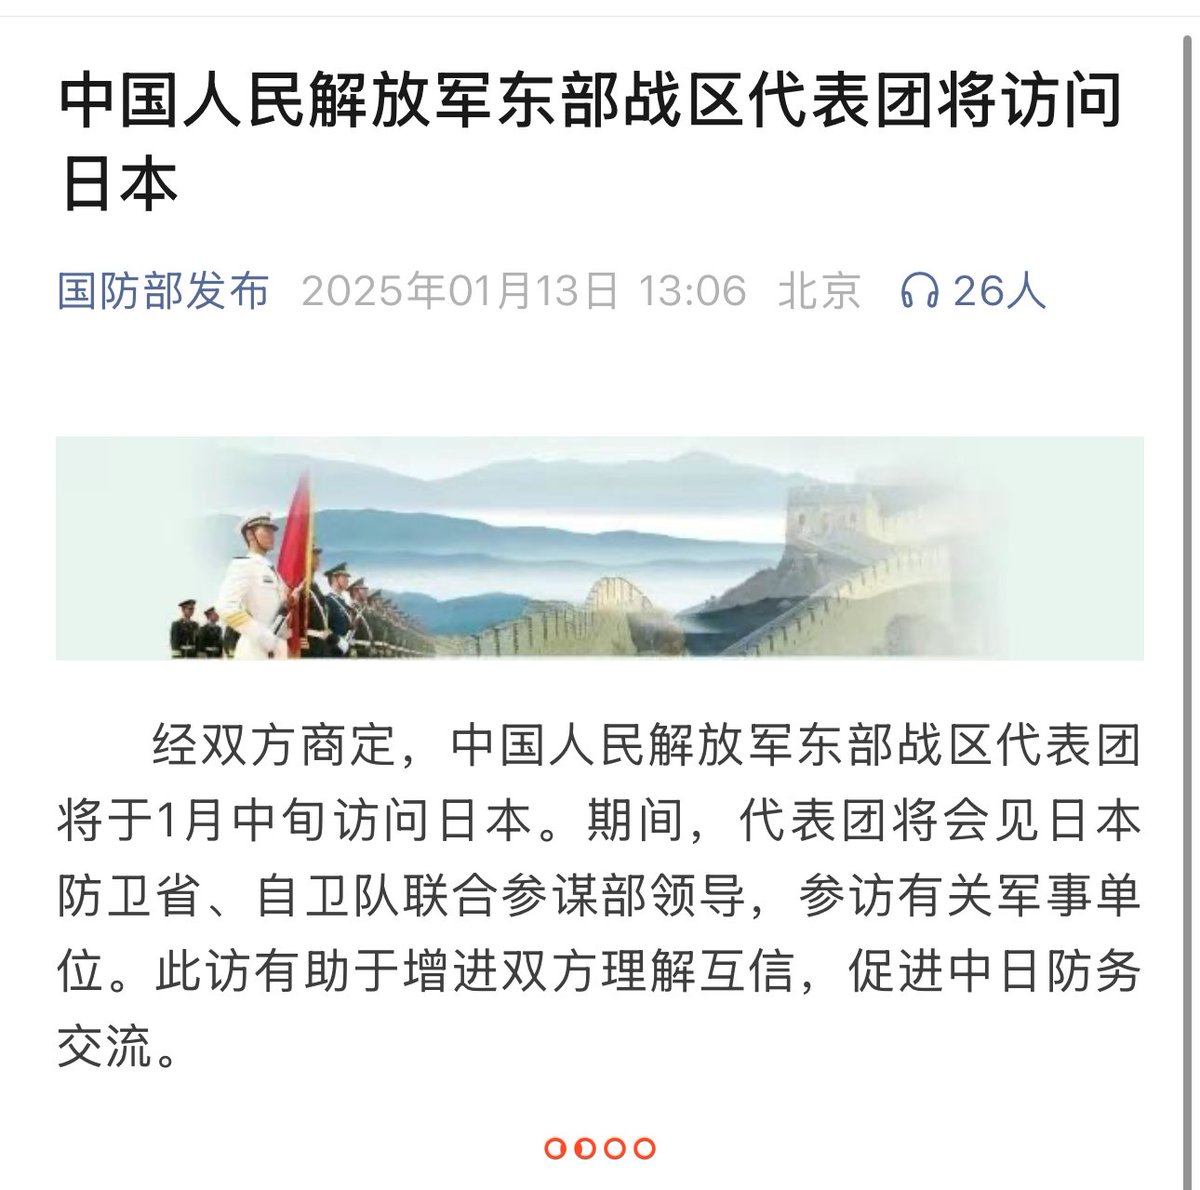 中国人民解放军东部战区代表团将访问
日本
国防部发布 2025年01月13日 13:06 北京 26人
经双方商定，中国人民解放军东部战区代表团
将于1月中旬访问日本。期间，代表团将会见日本
防卫省、自卫队联合参谋部领导，参访有关军事单
位。此访有助于增进双方理解互信，促进中日防务
交流。